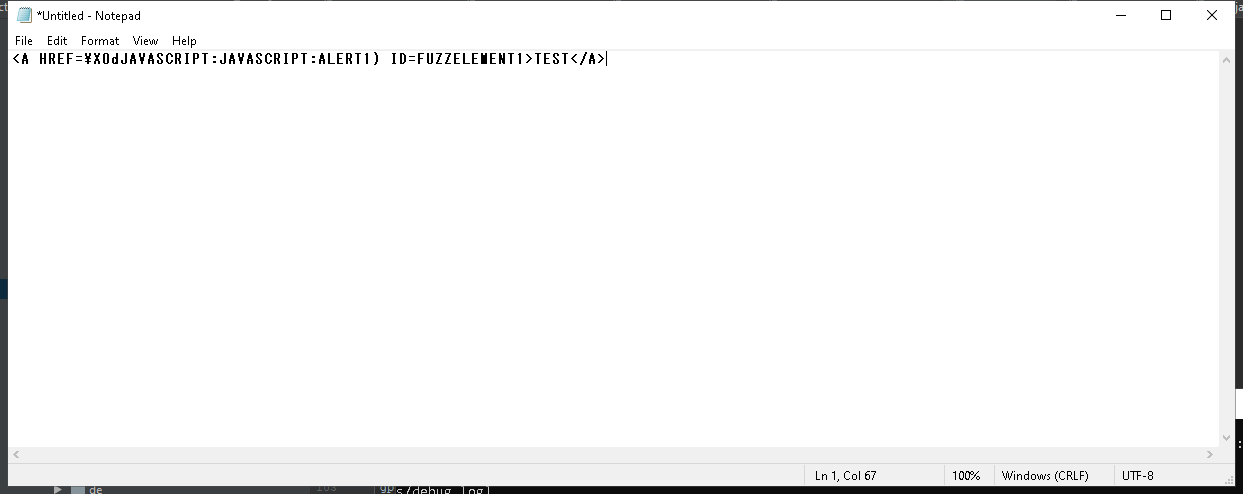 *Untitled - Notepad
File Edit Format View Help
<A HREF=¥X0dJAVASCRIPT:JAVASCRIPT:ALERT1) ID=FUZZELEMENT1>TEST</A>
Ln 1, Col 67 100% Windows (CRLF) UTF-8
de
s/debug.log